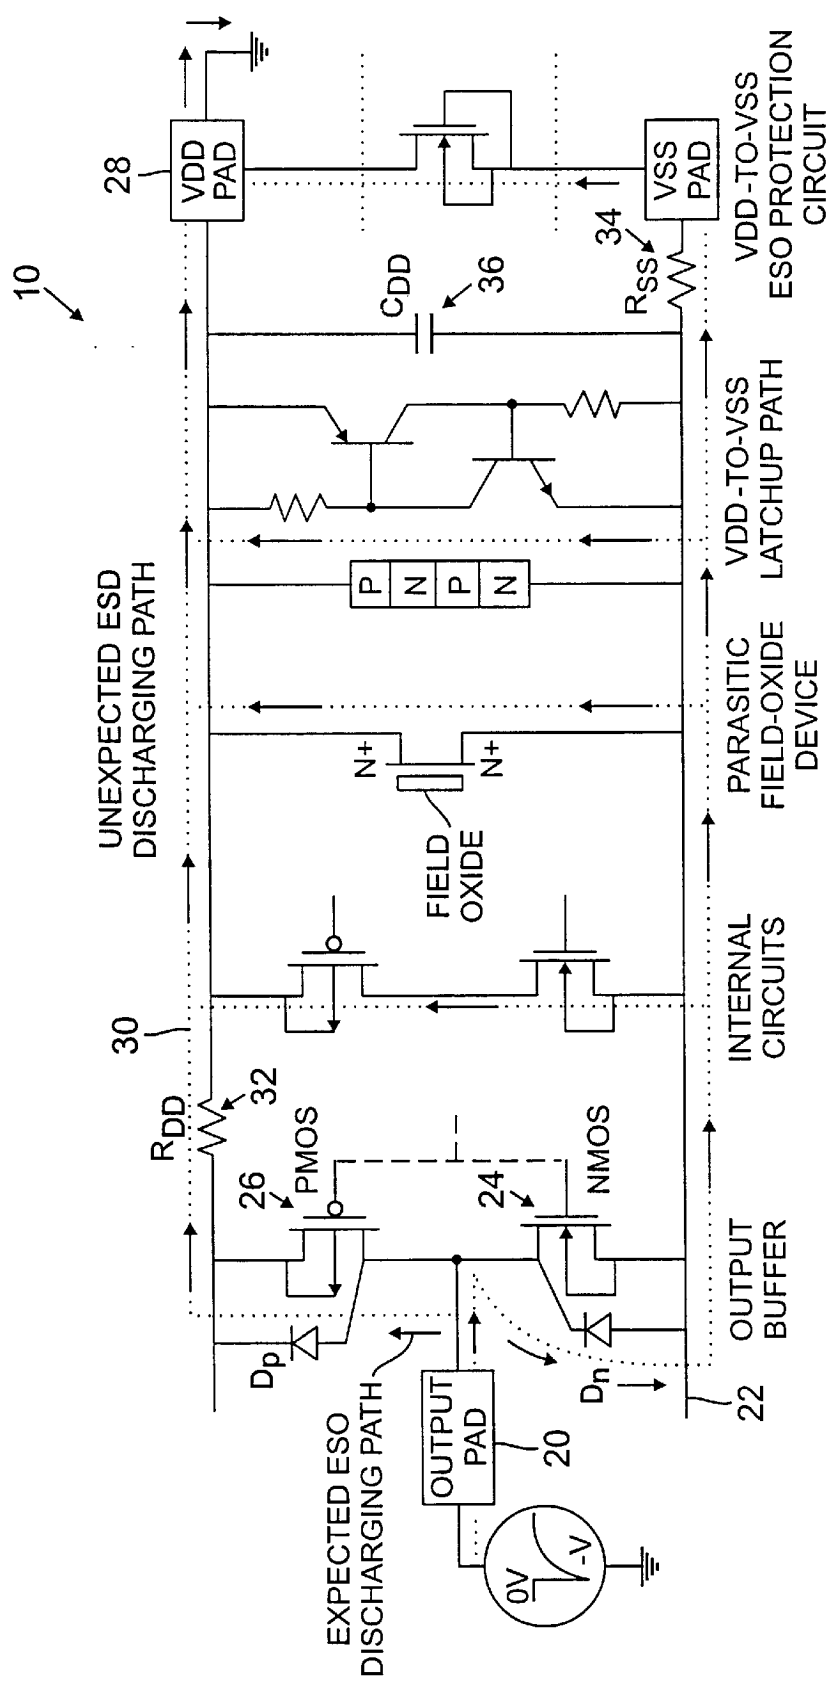 10
UNEXPECTED ESD
DISCHARGING PATH
28
VDD
PAD
30
RDD
32
26
PMOS
Dp
EXPECTED ESO
DISCHARGING PATH
OUTPUT
PAD
20
0V
-V
24
NMOS
Dn
22
FIELD
OXIDE
N+
N+
P
N
P
N
CDD
36
RSS
34
VSS
PAD
OUTPUT
BUFFER
INTERNAL
CIRCUITS
PARASITIC
FIELD-OXIDE
DEVICE
VDD-TO-VSS
LATCHUP PATH
VDD-TO-VSS
ESO PROTECTION
CIRCUIT